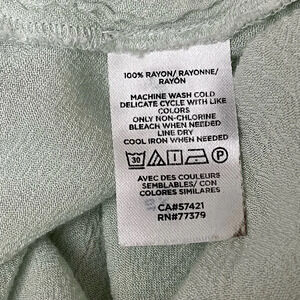 100% RAYON/ RAYONNE/
RAYÓN
MACHINE WASH COLD
DELICATE CYCLE WITH LIKE
COLORS
ONLY NON-CHLORINE
BLEACH WHEN NEEDED
LINE DRY
COOL IRON WHEN NEEDED
30 P
AVEC DES COULEURS
SEMBLABLES/ CON
COLORES SIMILARES
CA#57421
RN#77379